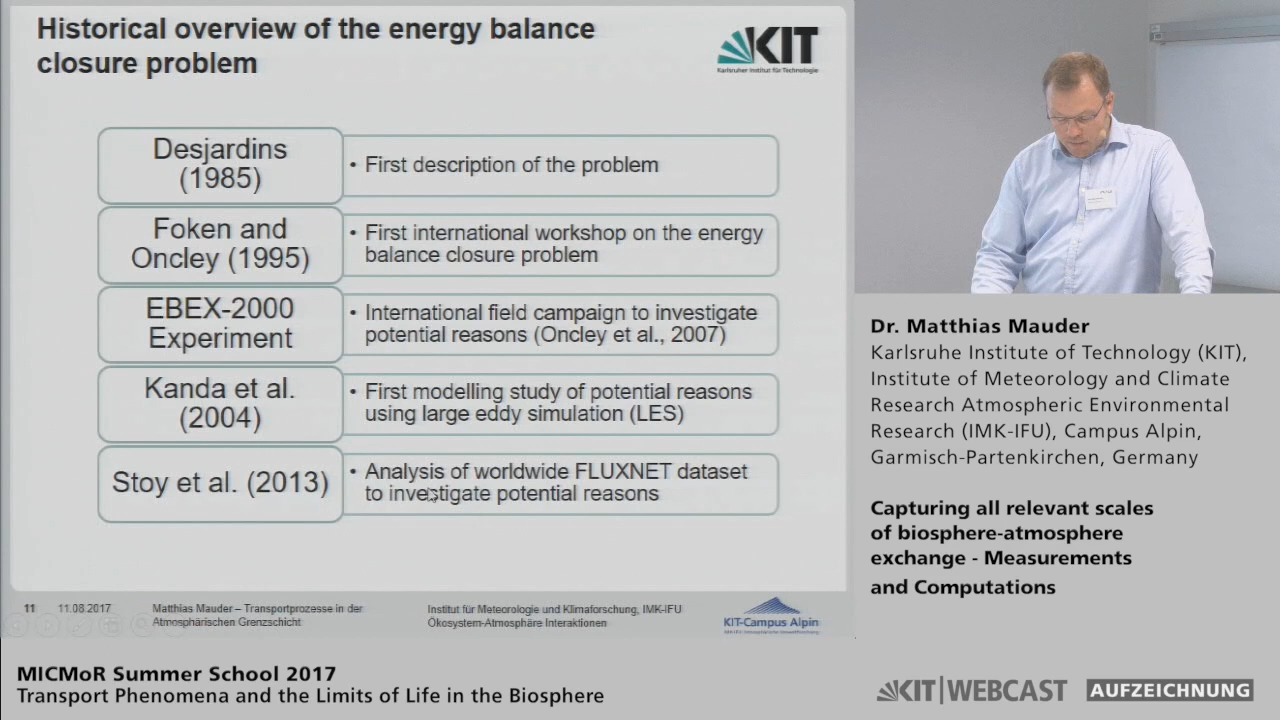 Historical overview of the energy balance
closure problem
KIT
Karlsruher Institut für Technologie
Desjardins
(1985)
• First description of the problem
Foken and
Oncley (1995)
• First international workshop on the energy
balance closure problem
EBEX-2000
Experiment
• International field campaign to investigate
potential reasons (Oncley et al., 2007)
Kanda et al.
(2004)
• First modelling study of potential reasons
using large eddy simulation (LES)
Stoy et al. (2013)
• Analysis of worldwide FLUXNET dataset
to investigate potential reasons
11
11.08.2017
Matthias Mauder – Transportprozesse in der
Atmosphärischen Grenzschicht
Institut für Meteorologie und Klimaforschung, IMK-IFU
Ökosystem-Atmosphäre Interaktionen
KIT-Campus Alpin
Dr. Matthias Mauder
Karlsruhe Institute of Technology (KIT),
Institute of Meteorology and Climate
Research Atmospheric Environmental
Research (IMK-IFU), Campus Alpin,
Garmisch-Partenkirchen, Germany
Capturing all relevant scales
of biosphere-atmosphere
exchange - Measurements
and Computations
MICMoR Summer School 2017
Transport Phenomena and the Limits of Life in the Biosphere
KIT|WEBCAST
AUFZEICHNUNG